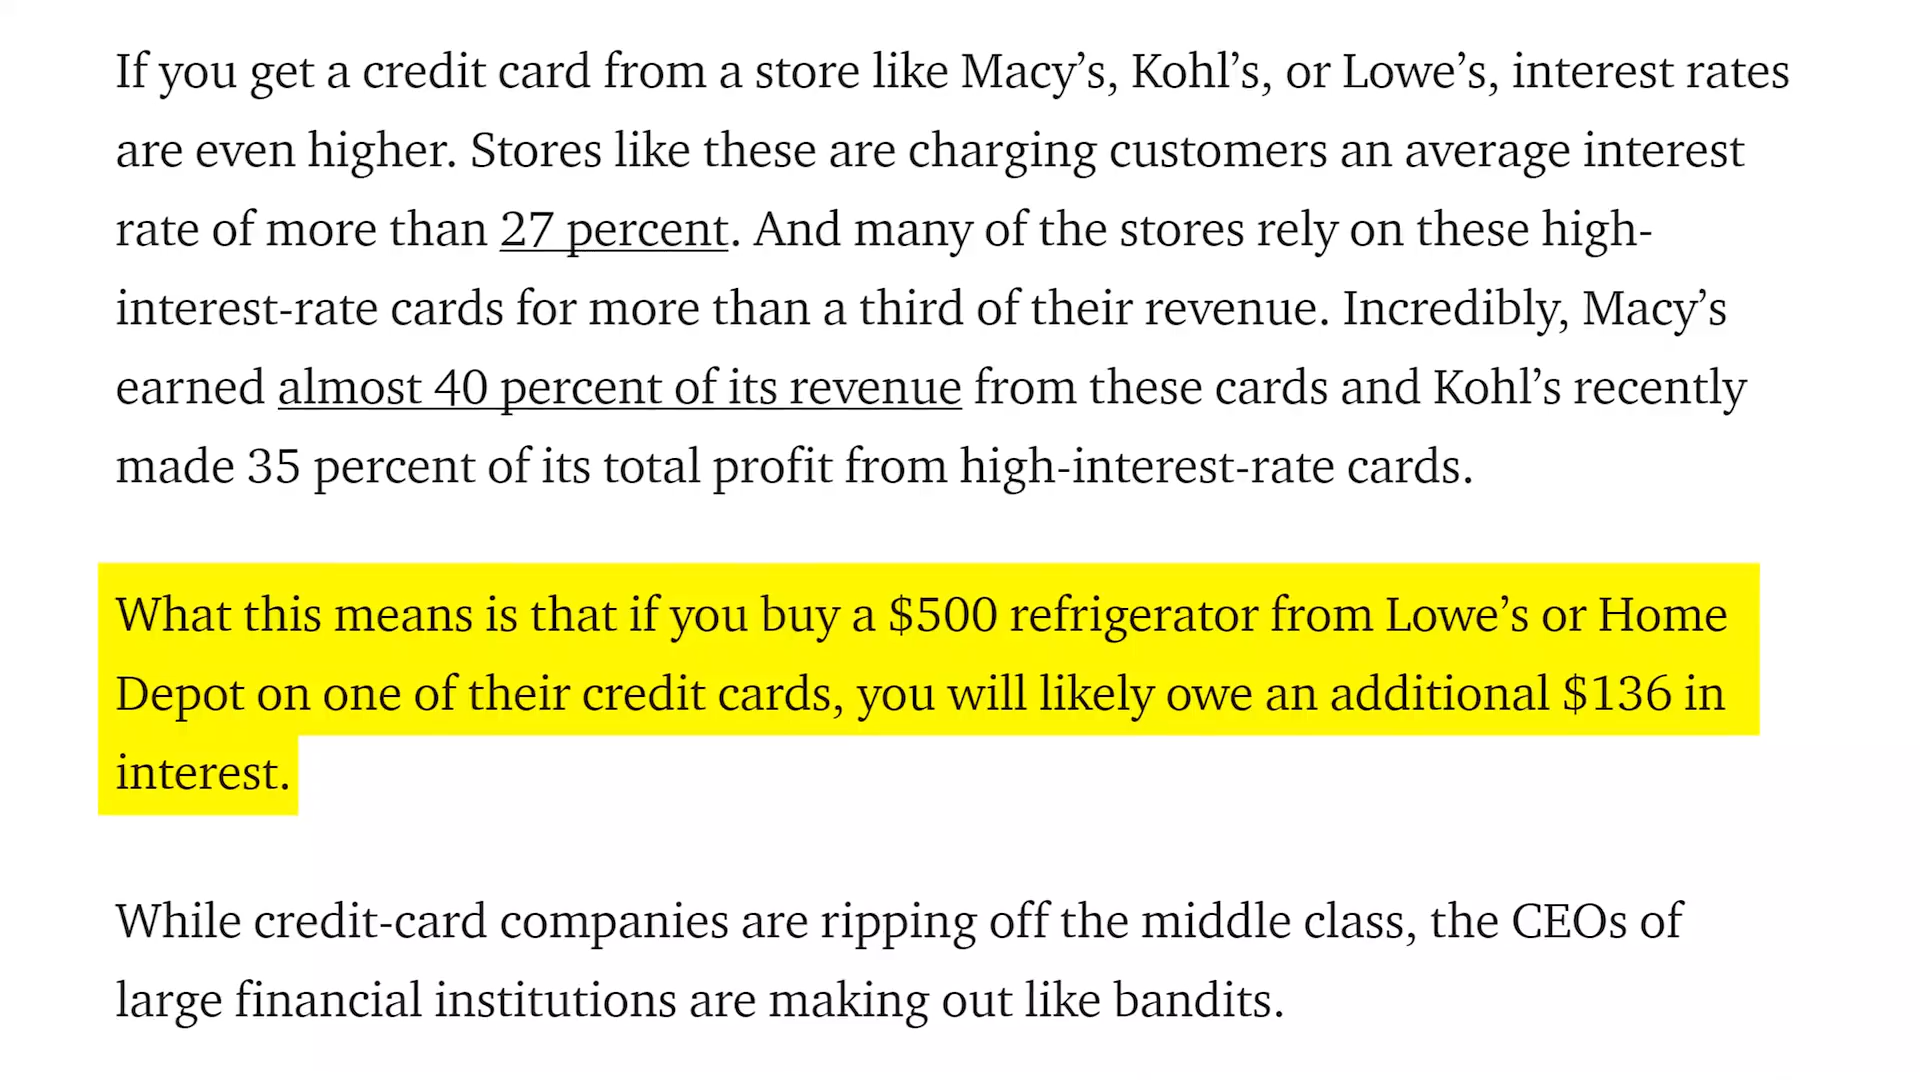 If you get a credit card from a store like Macy’s, Kohl’s, or Lowe’s, interest rates
are even higher. Stores like these are charging customers an average interest
rate of more than 27 percent. And many of the stores rely on these high-
interest-rate cards for more than a third of their revenue. Incredibly, Macy’s
earned almost 40 percent of its revenue from these cards and Kohl’s recently
made 35 percent of its total profit from high-interest-rate cards.
What this means is that if you buy a $500 refrigerator from Lowe’s or Home
Depot on one of their credit cards, you will likely owe an additional $136 in
interest.
While credit-card companies are ripping off the middle class, the CEOs of
large financial institutions are making out like bandits.